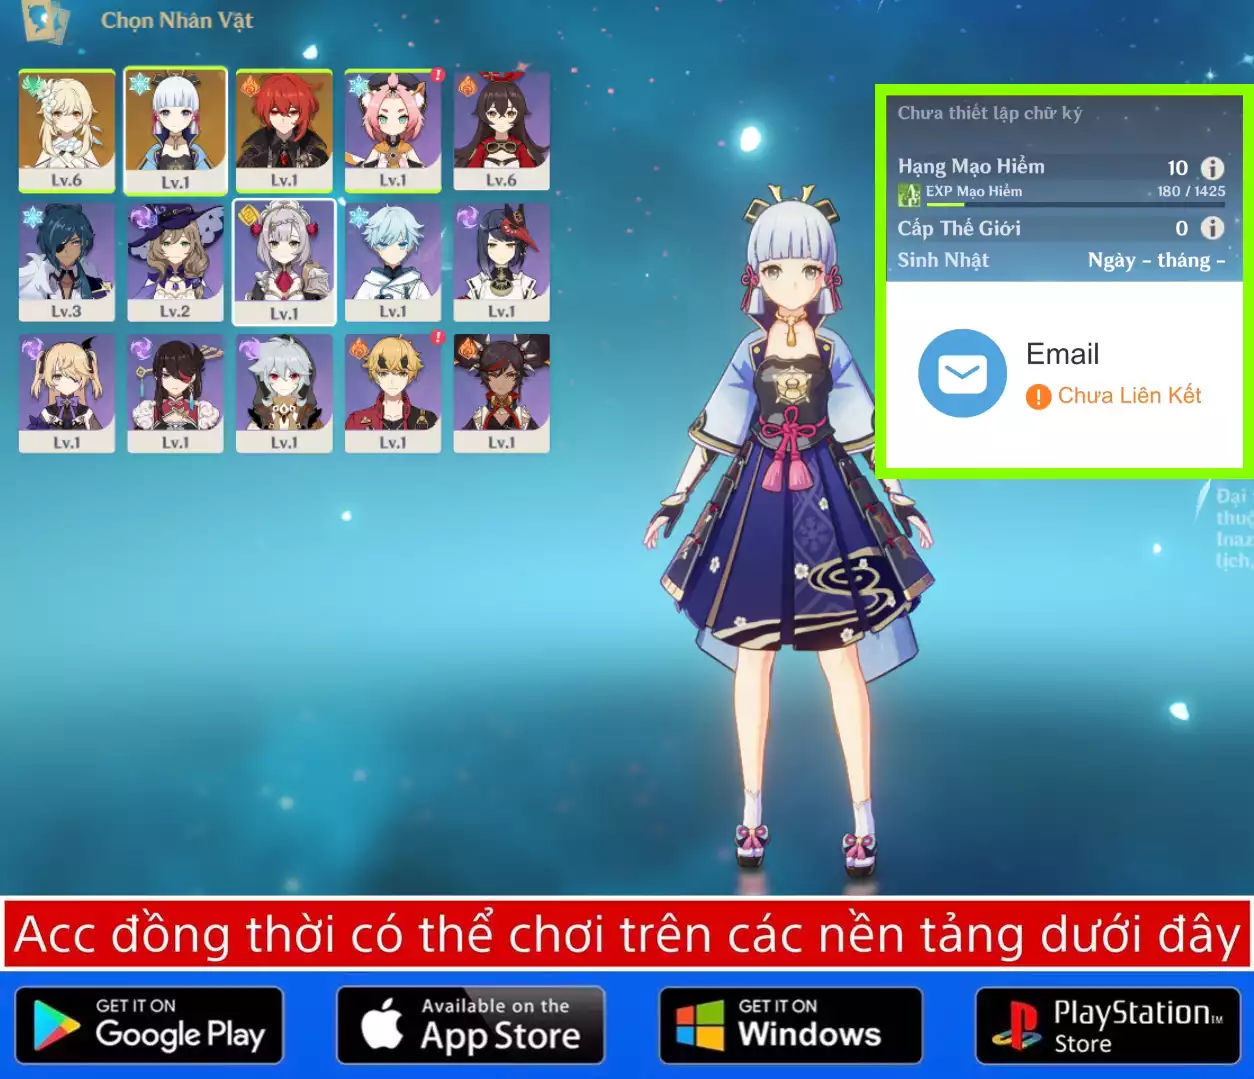 Chọn Nhân Vật
Lv.6
Lv.1
Lv.1
Lv.1
Lv.6
Lv.3
Lv.2
Lv.1
Lv.1
Lv.1
Lv.1
Lv.1
Lv.1
Lv.1
Lv.1
Chưa thiết lập chữ ký
Hạng Mạo Hiểm 10
EXP Mạo Hiểm 180 / 1425
Cấp Thế Giới 0
Sinh Nhật Ngày - tháng -
Email
Chưa Liên Kết
Đại
thuộ
Inaz
tịch,
Acc đồng thời có thể chơi trên các nền tảng dưới đây
GET IT ON
Google Play
Available on the
App Store
GET IT ON
Windows
PlayStation™
Store